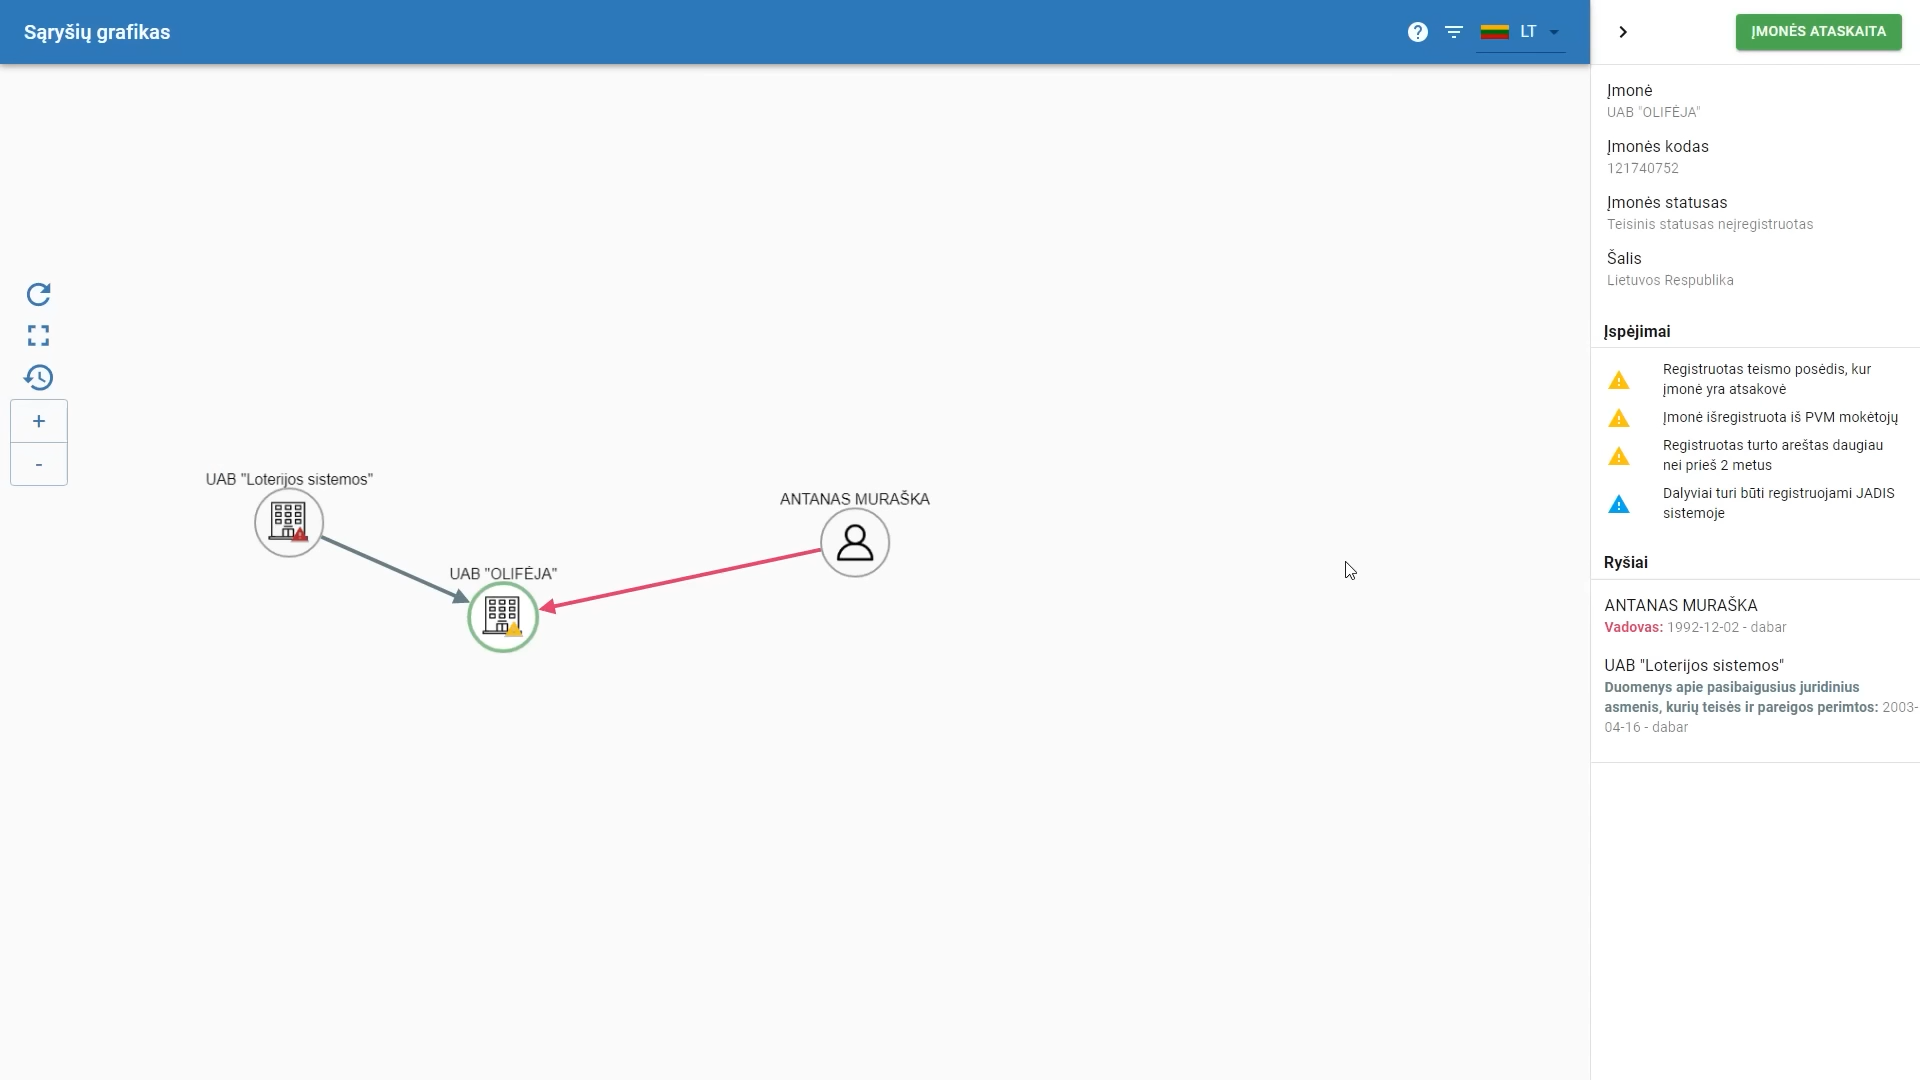 Sąryšių grafikas
LT
ĮMONĖS ATASKAITA
Įmonė
UAB "OLIFĖJA"
Įmonės kodas
121740752
Įmonės statusas
Teisinis statusas neįregistruotas
Šalis
Lietuvos Respublika
Įspėjimai
Registruotas teismo posėdis, kur
įmonė yra atsakovė
Įmonė išregistruota iš PVM mokėtojų
Registruotas turto areštas daugiau
nei prieš 2 metus
Dalyviai turi būti registruojami JADIS
sistemoje
Ryšiai
ANTANAS MURAŠKA
Vadovas: 1992-12-02 - dabar
UAB "Loterijos sistemos"
Duomenys apie pasibaigusius juridinius
asmenis, kurių teisės ir pareigos perimtos: 2003-
04-16 - dabar
+
-
UAB "Loterijos sistemos"
ANTANAS MURAŠKA
UAB "OLIFĖJA"